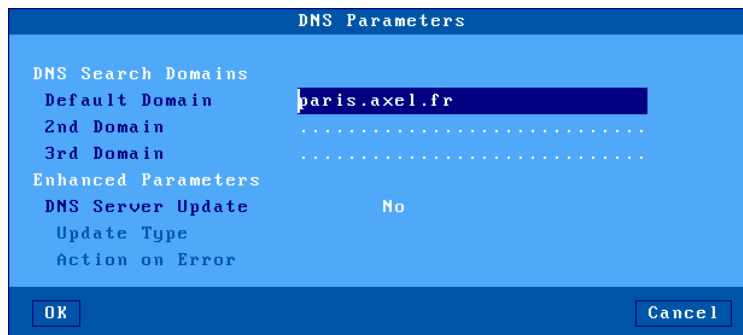 DNS Parameters
DNS Search Domains
Default Domain paris.axel.fr
2nd Domain ..............................
3rd Domain ..............................
Enhanced Parameters
DNS Server Update No
Update Type
Action on Error
OK Cancel